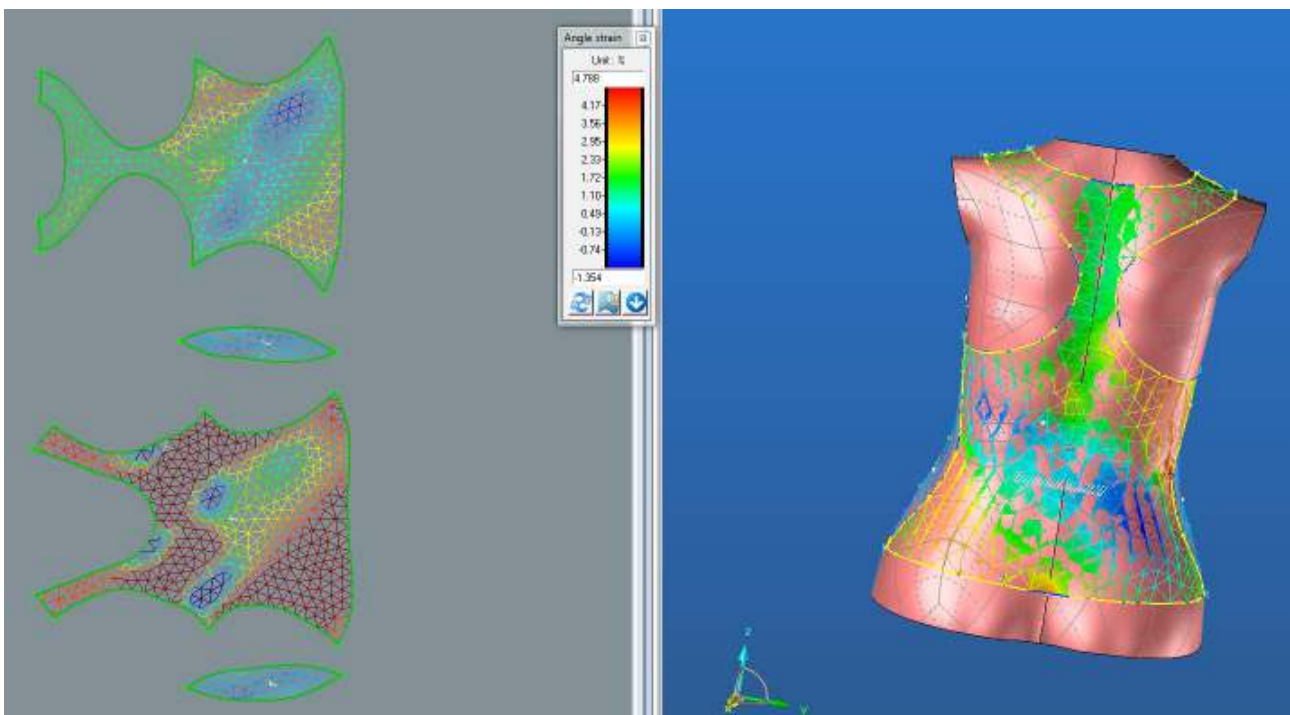 Angle strain
Unit: %
4.788
4.17
3.56
2.95
2.33
1.72
1.10
0.49
-0.13
-0.74
-1.354
z
Y